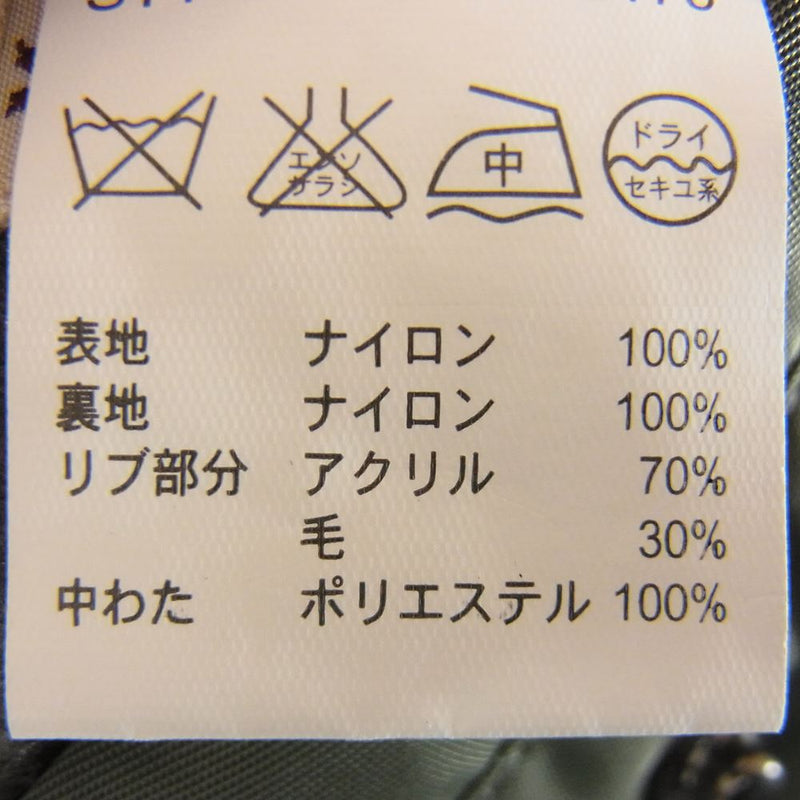 エンソ
サラシ
中
ドライ
セキユ系
表地 ナイロン 100%
裏地 ナイロン 100%
リブ部分 アクリル 70%
毛 30%
中わた ポリエステル 100%